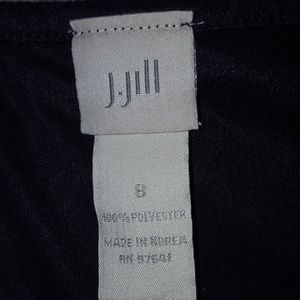 J.Jill
8
100% POLYESTER
MADE IN KOREA
RN 97641